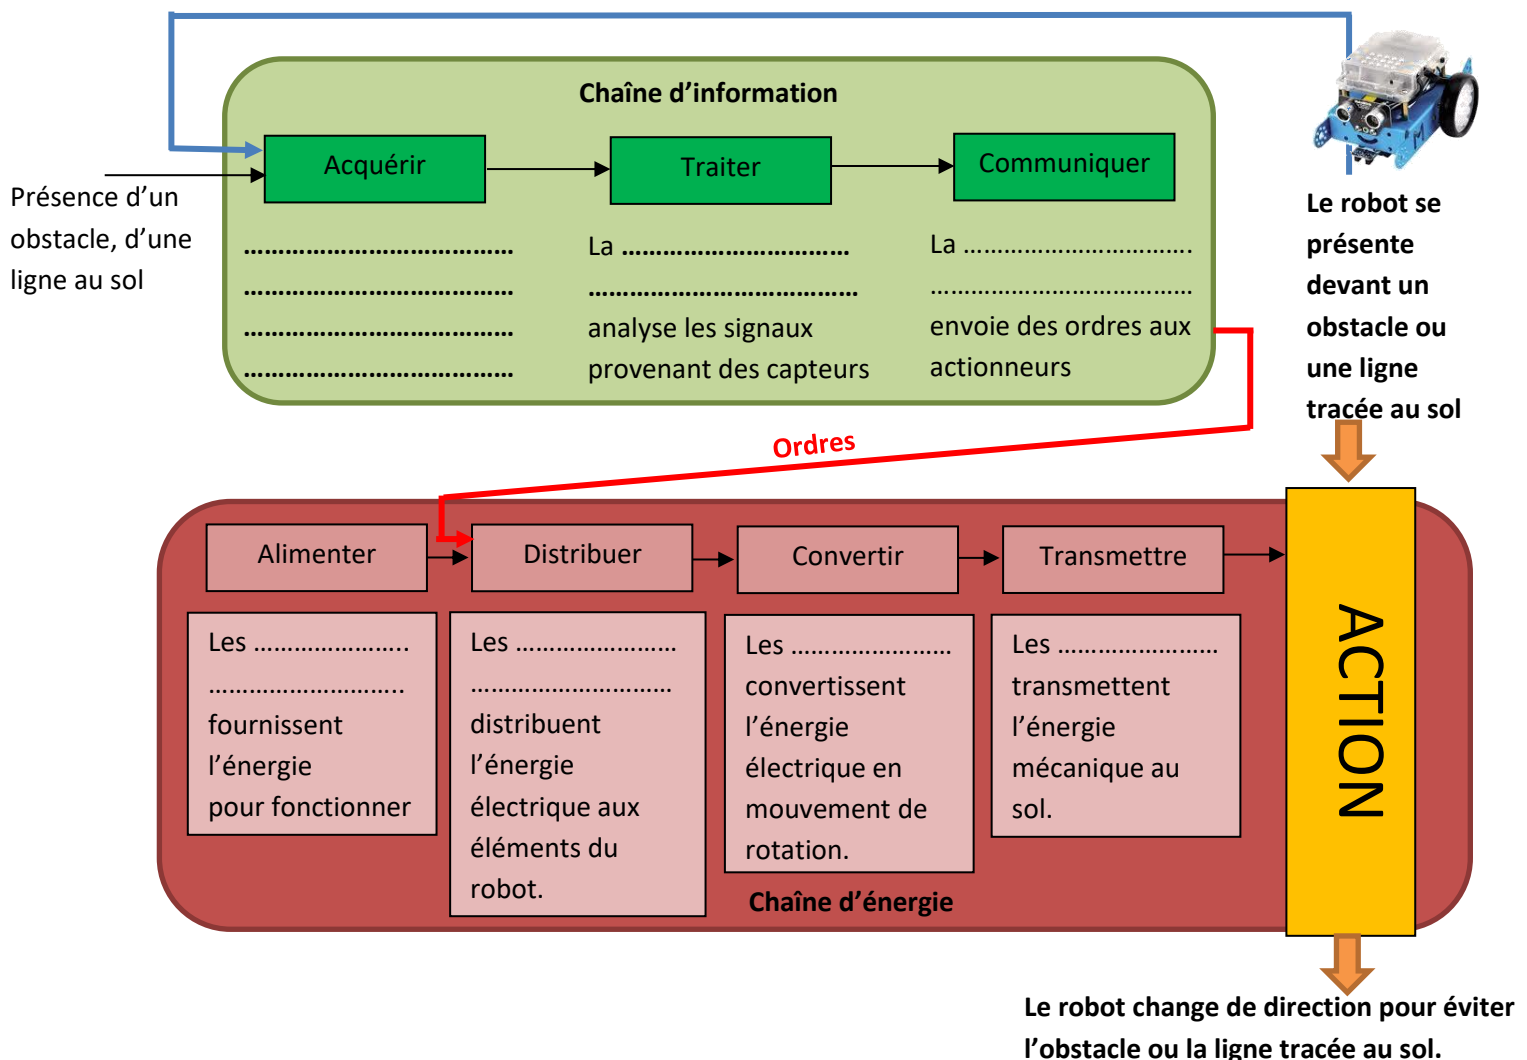 Chaîne d’information
Acquérir
Traiter
Communiquer
Présence d’un
obstacle, d’une
ligne au sol
…………………………………
…………………………………
…………………………………
…………………………………
La ……………………………
…………………………………
analyse les signaux
provenant des capteurs
La …………………………….
…………………………………
envoie des ordres aux
actionneurs
Le robot se
présente
devant un
obstacle ou
une ligne
tracée au sol
Ordres
Alimenter
Distribuer
Convertir
Transmettre
Les …………………..
…………………………..
fournissent
l’énergie
pour fonctionner
Les ……………………
…………………………
distribuent
l’énergie
électrique aux
éléments du
robot.
Les ……………………
convertissent
l’énergie
électrique en
mouvement de
rotation.
Les ……………………
transmettent
l’énergie
mécanique au
sol.
ACTION
Chaîne d’énergie
Le robot change de direction pour éviter
l’obstacle ou la ligne tracée au sol.